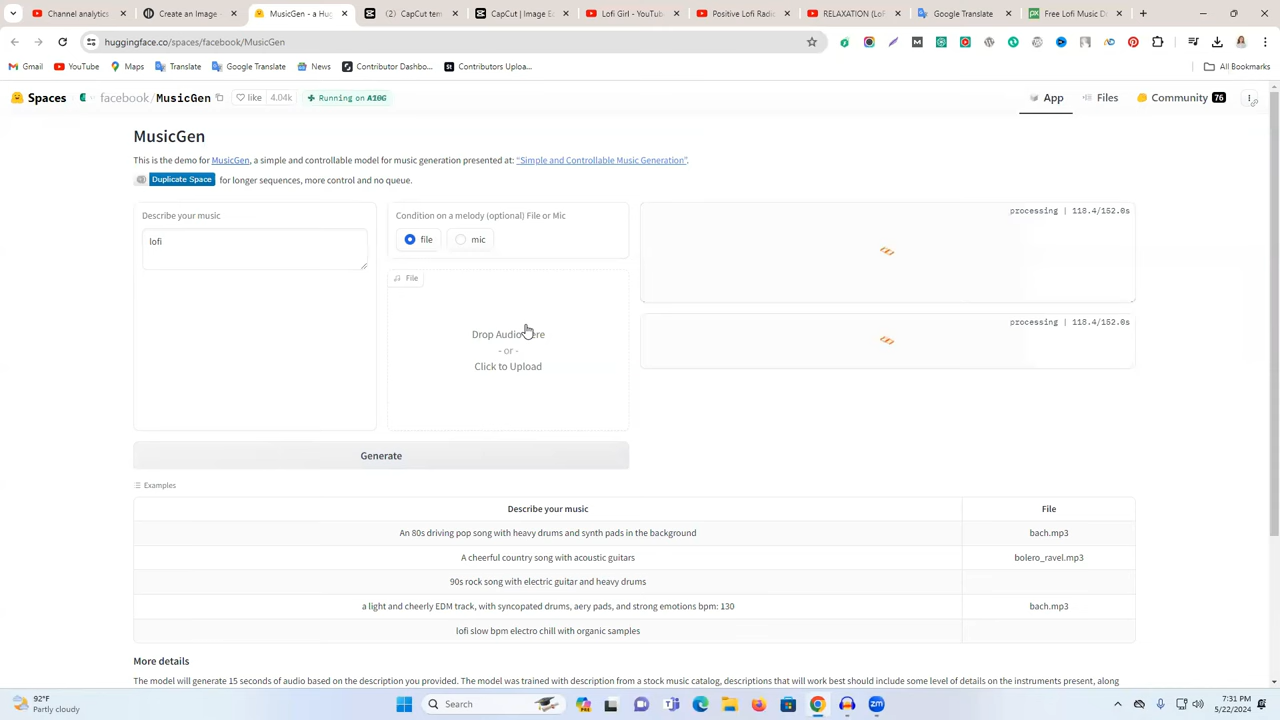 Channel analytics
Create an Image
MusicGen - a Hug
CapCut
CapCut | Image E
Lofi Girl - YouTube
Positive Lofi Radio
RELAXATION (Lo
Google Translate
Free Lofi Music D
huggingface.co/spaces/facebook/MusicGen
Gmail
YouTube
Maps
Translate
Google Translate
News
Contributor Dashbo...
Contributors Uploa...
All Bookmarks
Spaces
facebook/MusicGen
like 4.04k
Running on A10G
App
Files
Community 76
MusicGen
This is the demo for MusicGen, a simple and controllable model for music generation presented at: "Simple and Controllable Music Generation".
Duplicate Space for longer sequences, more control and no queue.
Describe your music
lofi
Condition on a melody (optional) File or Mic
file
mic
File
Drop Audio Here
- or -
Click to Upload
processing | 118.4/152.0s
processing | 118.4/152.0s
Generate
Examples
Describe your music File
An 80s driving pop song with heavy drums and synth pads in the background bach.mp3
A cheerful country song with acoustic guitars bolero_ravel.mp3
90s rock song with electric guitar and heavy drums
a light and cheerly EDM track, with syncopated drums, aery pads, and strong emotions bpm: 130 bach.mp3
lofi slow bpm electro chill with organic samples
More details
The model will generate 15 seconds of audio based on the description you provided. The model was trained with description from a stock music catalog, descriptions that will work best should include some level of details on the instruments present, along
92°F
Partly cloudy
Search
7:31 PM
5/22/2024